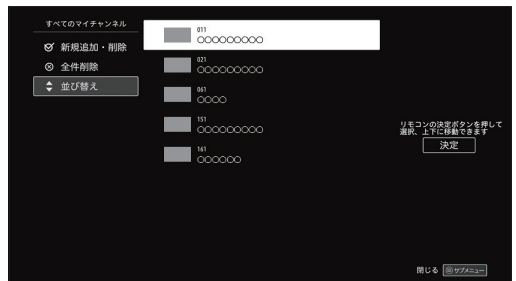 すべてのマイチャンネル
新規追加・削除
全件削除
並び替え
011
○○○○○○○○○
021
○○○○○○○○○
061
○○○○
151
○○○○○○○○○
161
○○○○○○
リモコンの決定ボタンを押して
選択、上下に移動できます
決定
閉じる サブメニュー